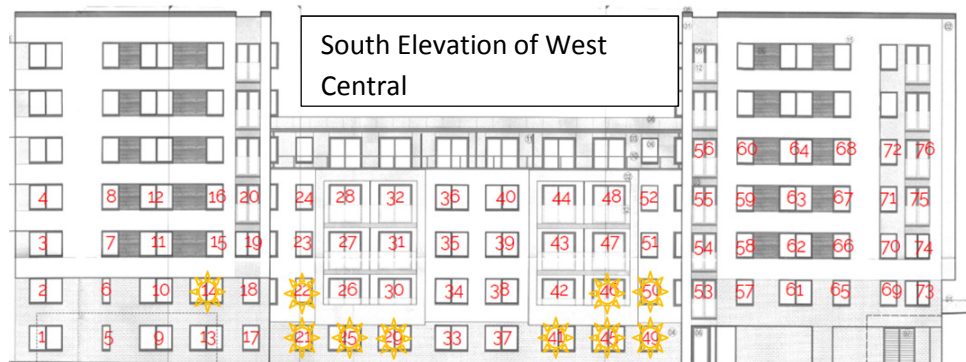 South Elevation of West
Central
56 60 64 68 72 76
4 8 12 16 20 24 28 32 36 40 44 48 52 55 59 63 67 71 75
3 7 11 15 19 23 27 31 35 39 43 47 51 54 58 62 66 70 74
2 6 10 14 18 22 26 30 34 38 42 46 50 53 57 61 65 69 73
1 5 9 13 17 21 25 29 33 37 41 45 49